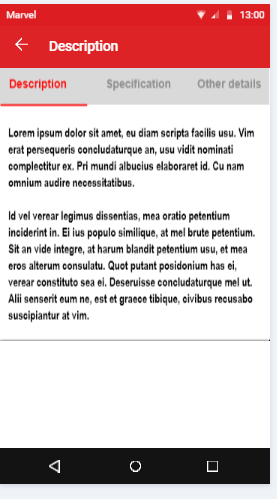 Marvel 13:00
Description
Description Specification Other details
Lorem ipsum dolor sit amet, eu diam scripta facilis usu. Vim
erat persequeris concludaturque an, usu vidit nominati
complectitur ex. Pri mundi albucius elaboraret id. Cu nam
omnium audire necessitatibus.
Id vel verear legimus dissentias, mea oratio petentium
inciderint in. Ei ius populo similique, at mel brute petentium.
Sit an vide integre, at harum blandit petentium usu, et mea
eros alterum consulatu. Quot putant posidonium has ei,
verear constituto sea ei. Deseruisse concludaturque mel ut.
Alii senserit eum ne, est et graece tibique, civibus recusabo
suscipiantur at vim.